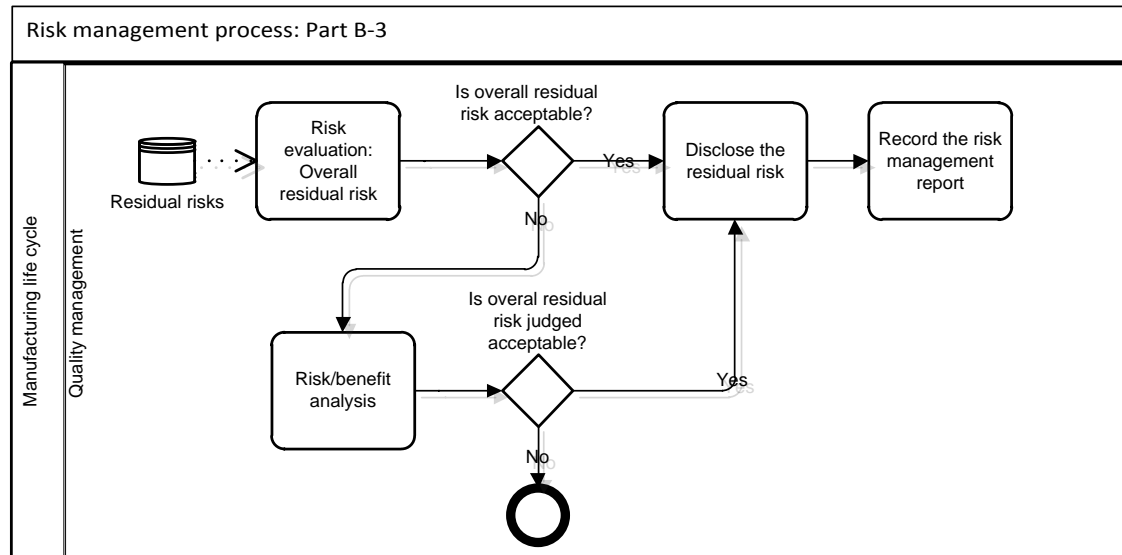 Risk management process: Part B-3
Manufacturing life cycle
Quality management
Residual risks
Risk
evaluation:
Overall
residual risk
Is overall residual
risk acceptable?
Yes
No
Disclose the
residual risk
Record the risk
management
report
Risk/benefit
analysis
Is overal residual
risk judged
acceptable?
Yes
No